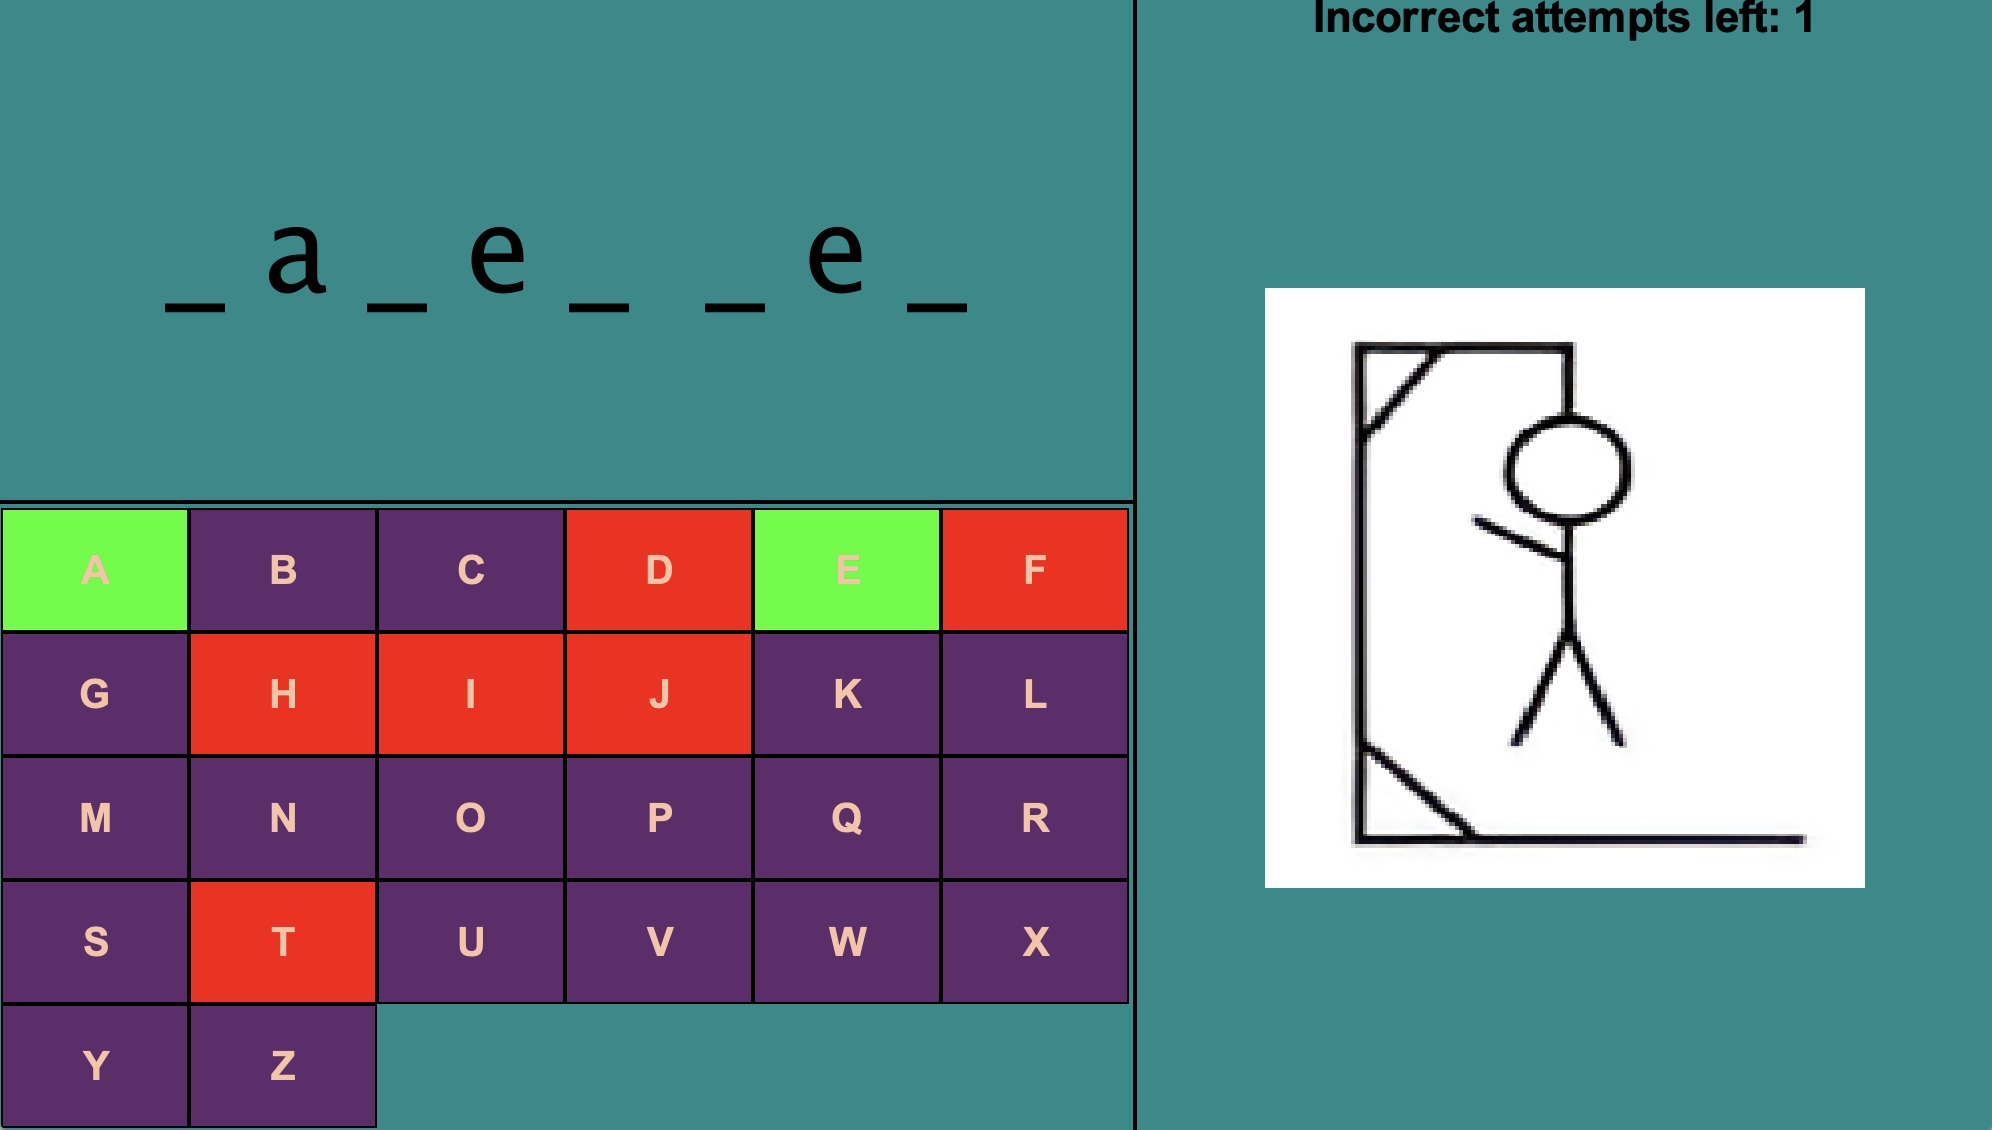 Incorrect attempts left: 1
_ a _ e _  _ e _
A B C D E F
G H I J K L
M N O P Q R
S T U V W X
Y Z